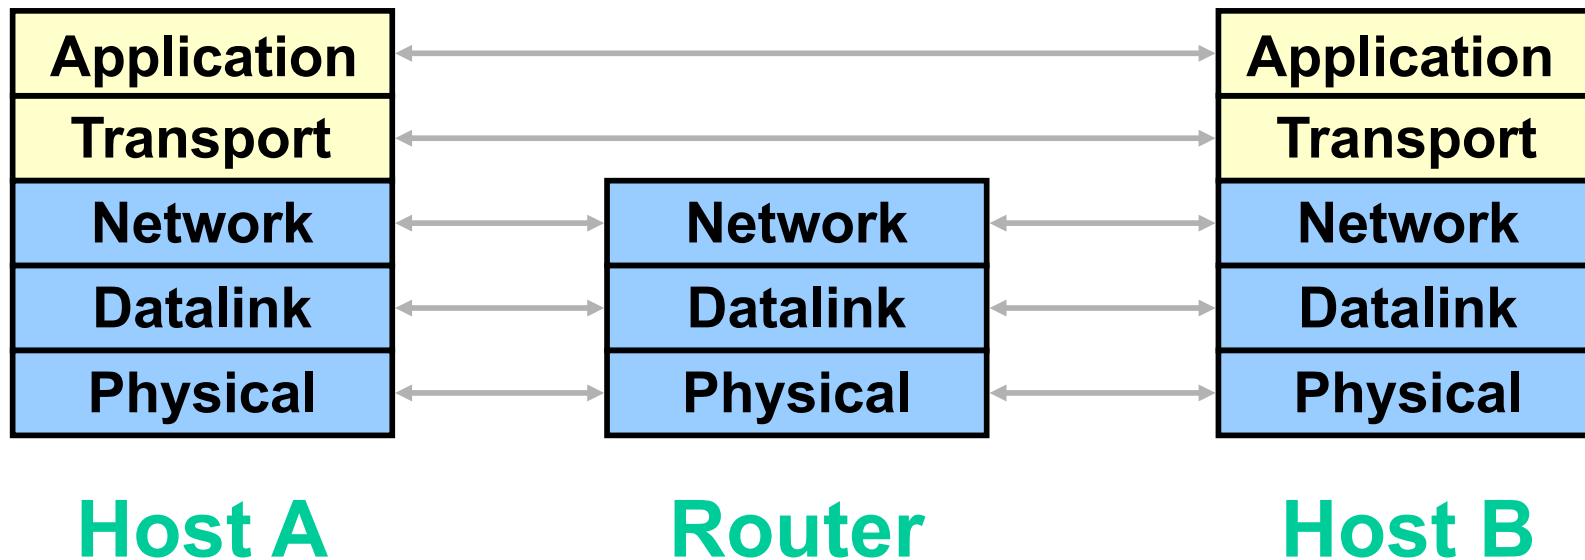 Application
Transport
Network
Datalink
Physical
Host A
Network
Datalink
Physical
Router
Application
Transport
Network
Datalink
Physical
Host B